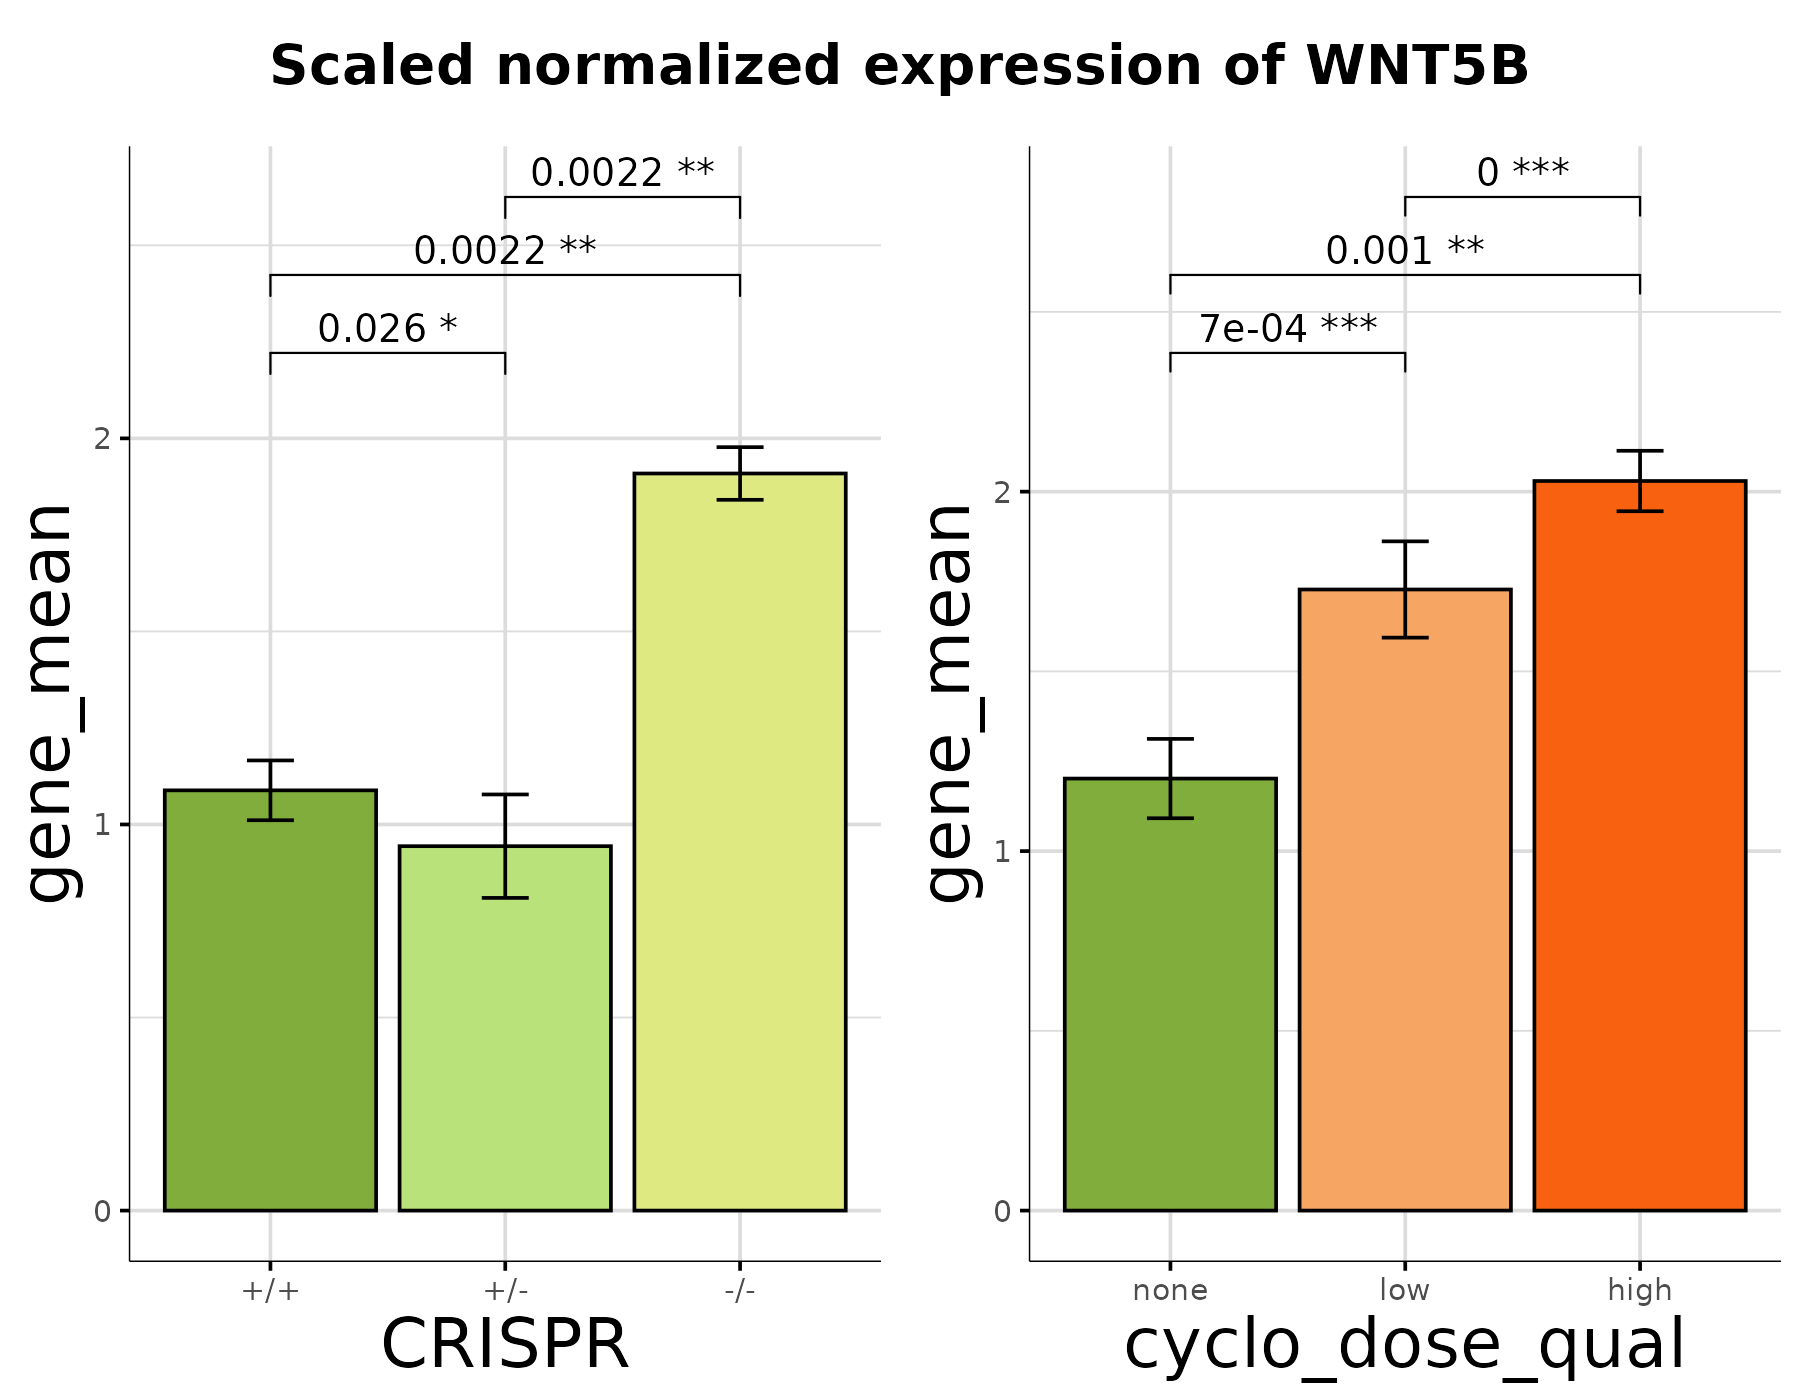 Scaled normalized expression of WNT5B
gene_mean
0.0022 **
0.0022 **
0.026 *
2
1
0
+/+ +/- -/-
CRISPR
gene_mean
0 ***
0.001 **
7e-04 ***
2
1
0
none low high
cyclo_dose_qual